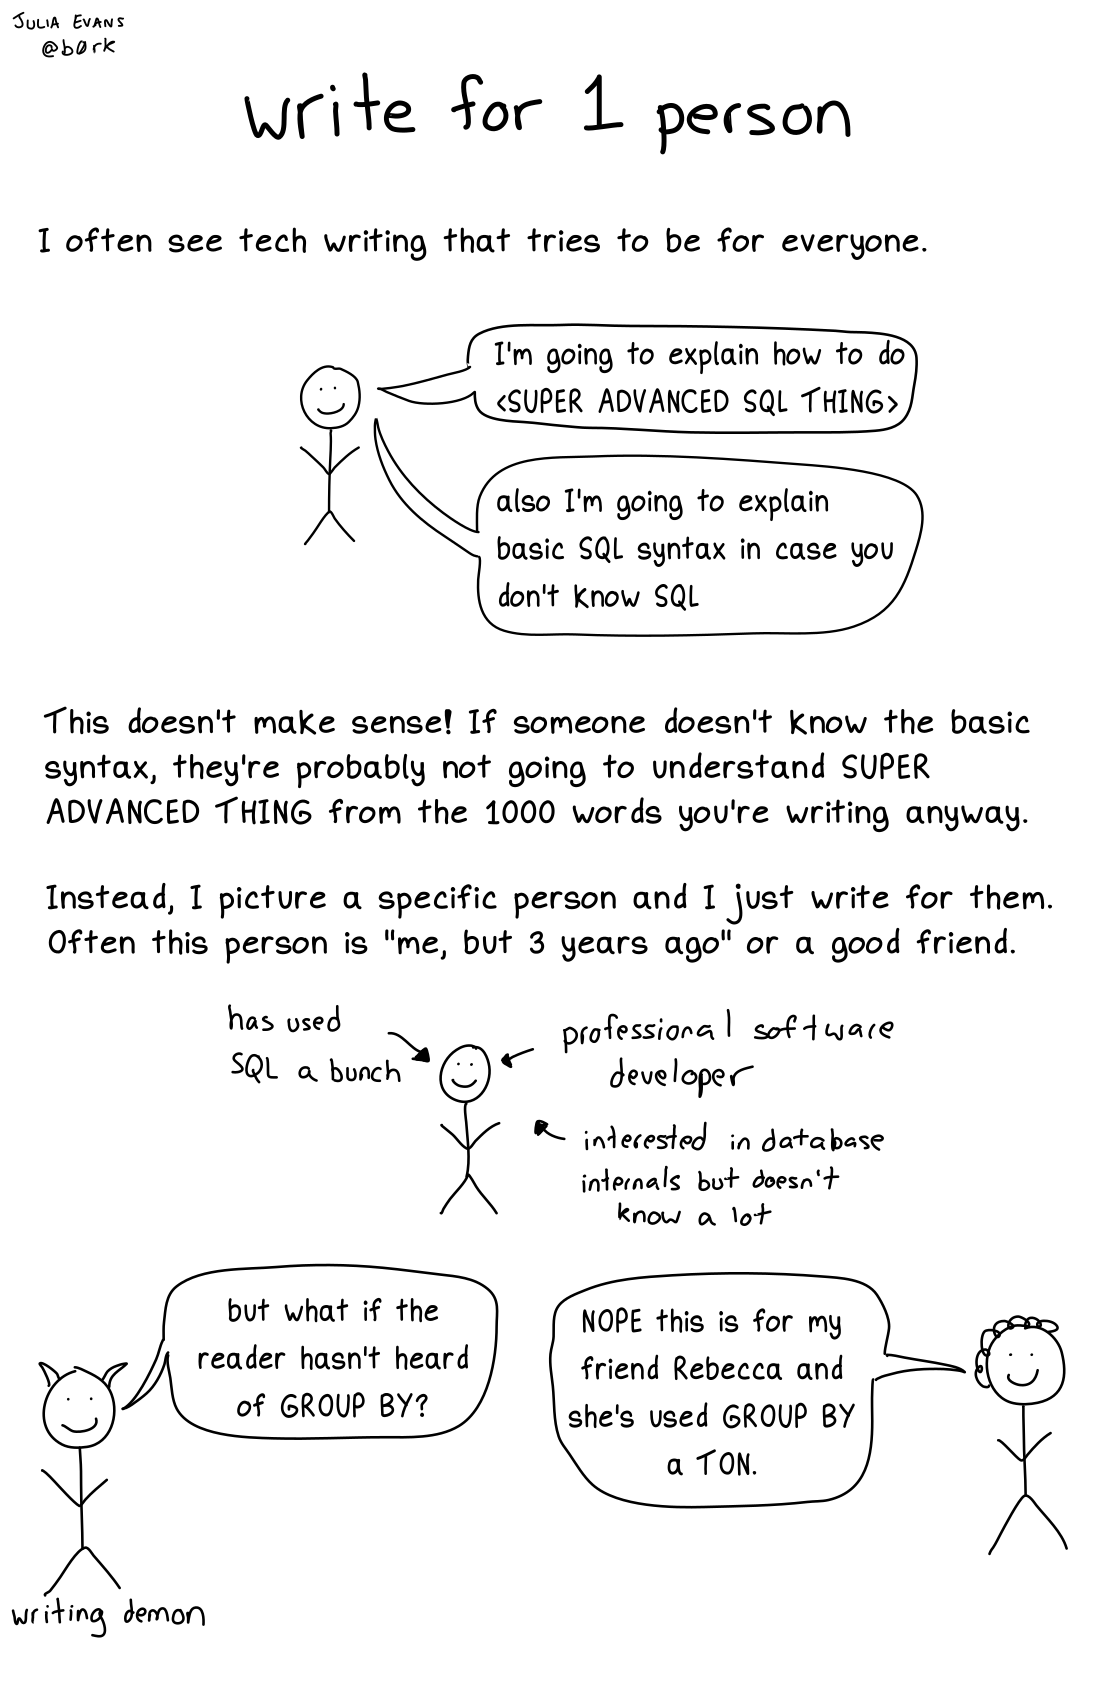 JULIA EVANS
@b0rk
write for 1 person
I often see tech writing that tries to be for everyone.
I'm going to explain how to do
<SUPER ADVANCED SQL THING>
also I'm going to explain
basic SQL syntax in case you
don't know SQL
This doesn't make sense! If someone doesn't know the basic
syntax, they're probably not going to understand SUPER
ADVANCED THING from the 1000 words you're writing anyway.
Instead, I picture a specific person and I just write for them.
Often this person is "me, but 3 years ago" or a good friend.
has used
SQL a bunch
professional software
developer
interested in database
internals but doesn't
know a lot
but what if the
reader hasn't heard
of GROUP BY?
NOPE this is for my
friend Rebecca and
she's used GROUP BY
a TON.
writing demon